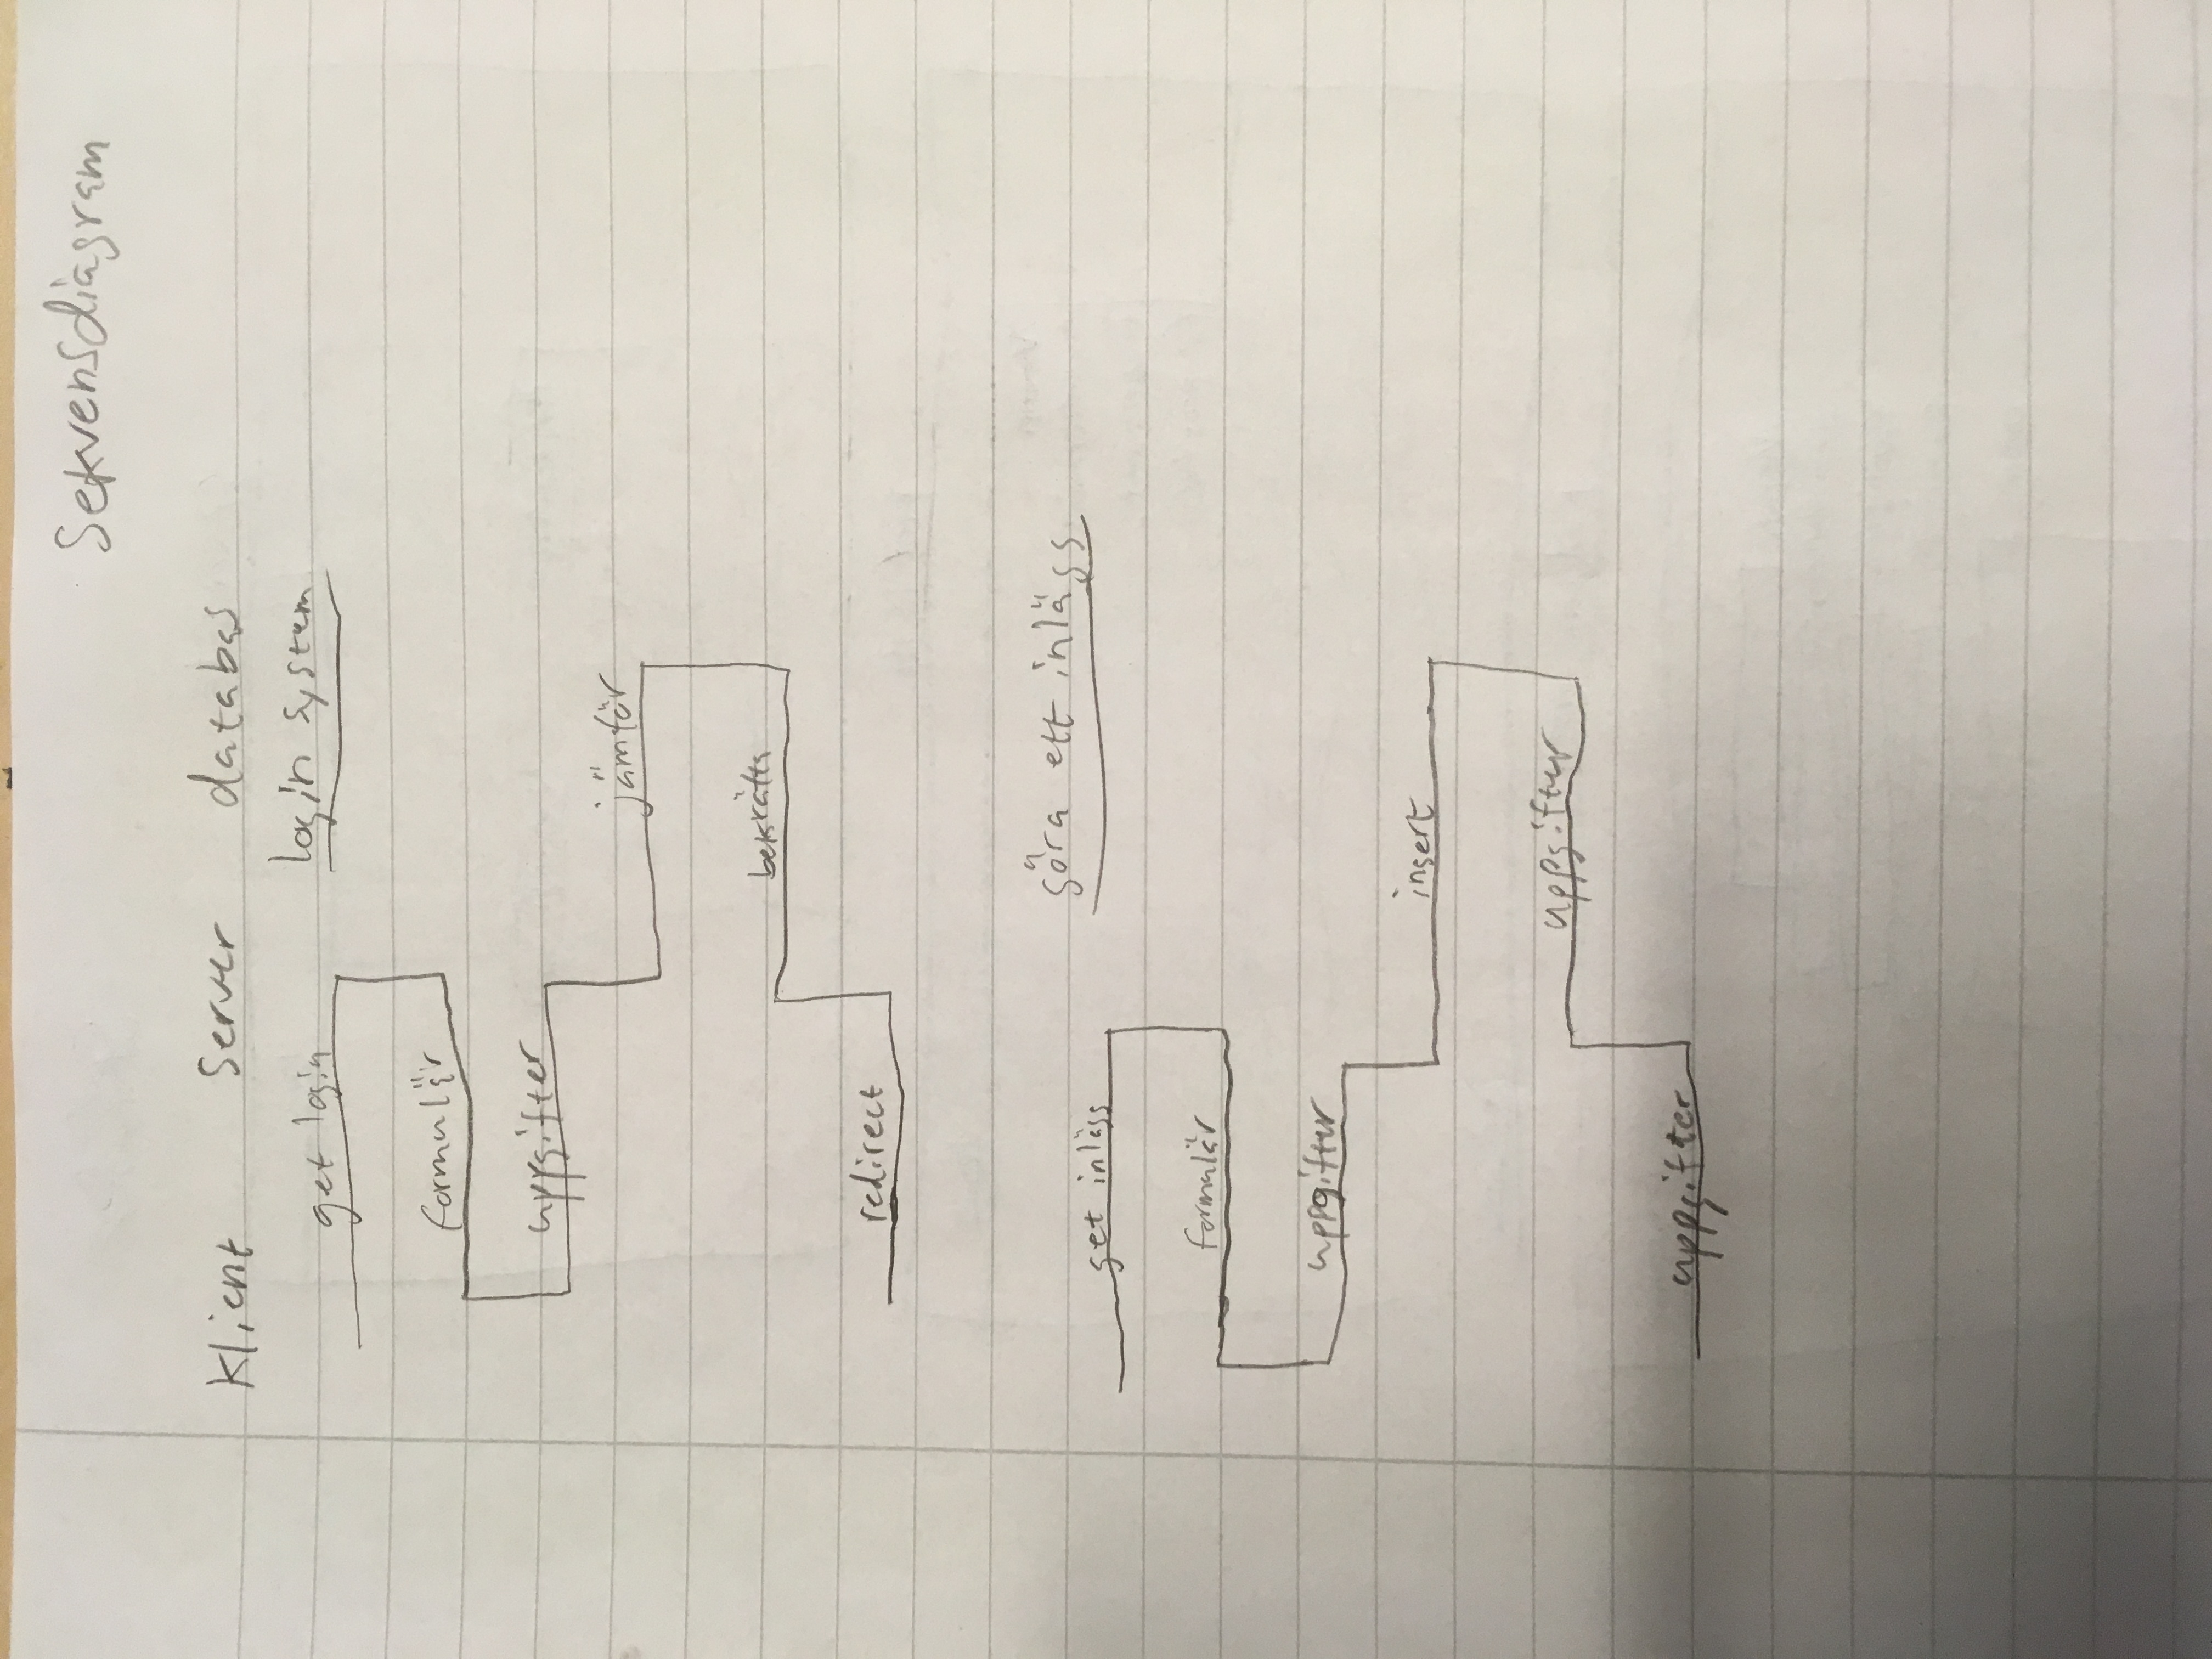 Sekvensdiagram
Klient Server databas
login system
get login
formulär
uppgifter
jämför
bekräfta
redirect
göra ett inlägg
get inlägg
formulär
uppgifter
insert
uppgifter
uppgifter